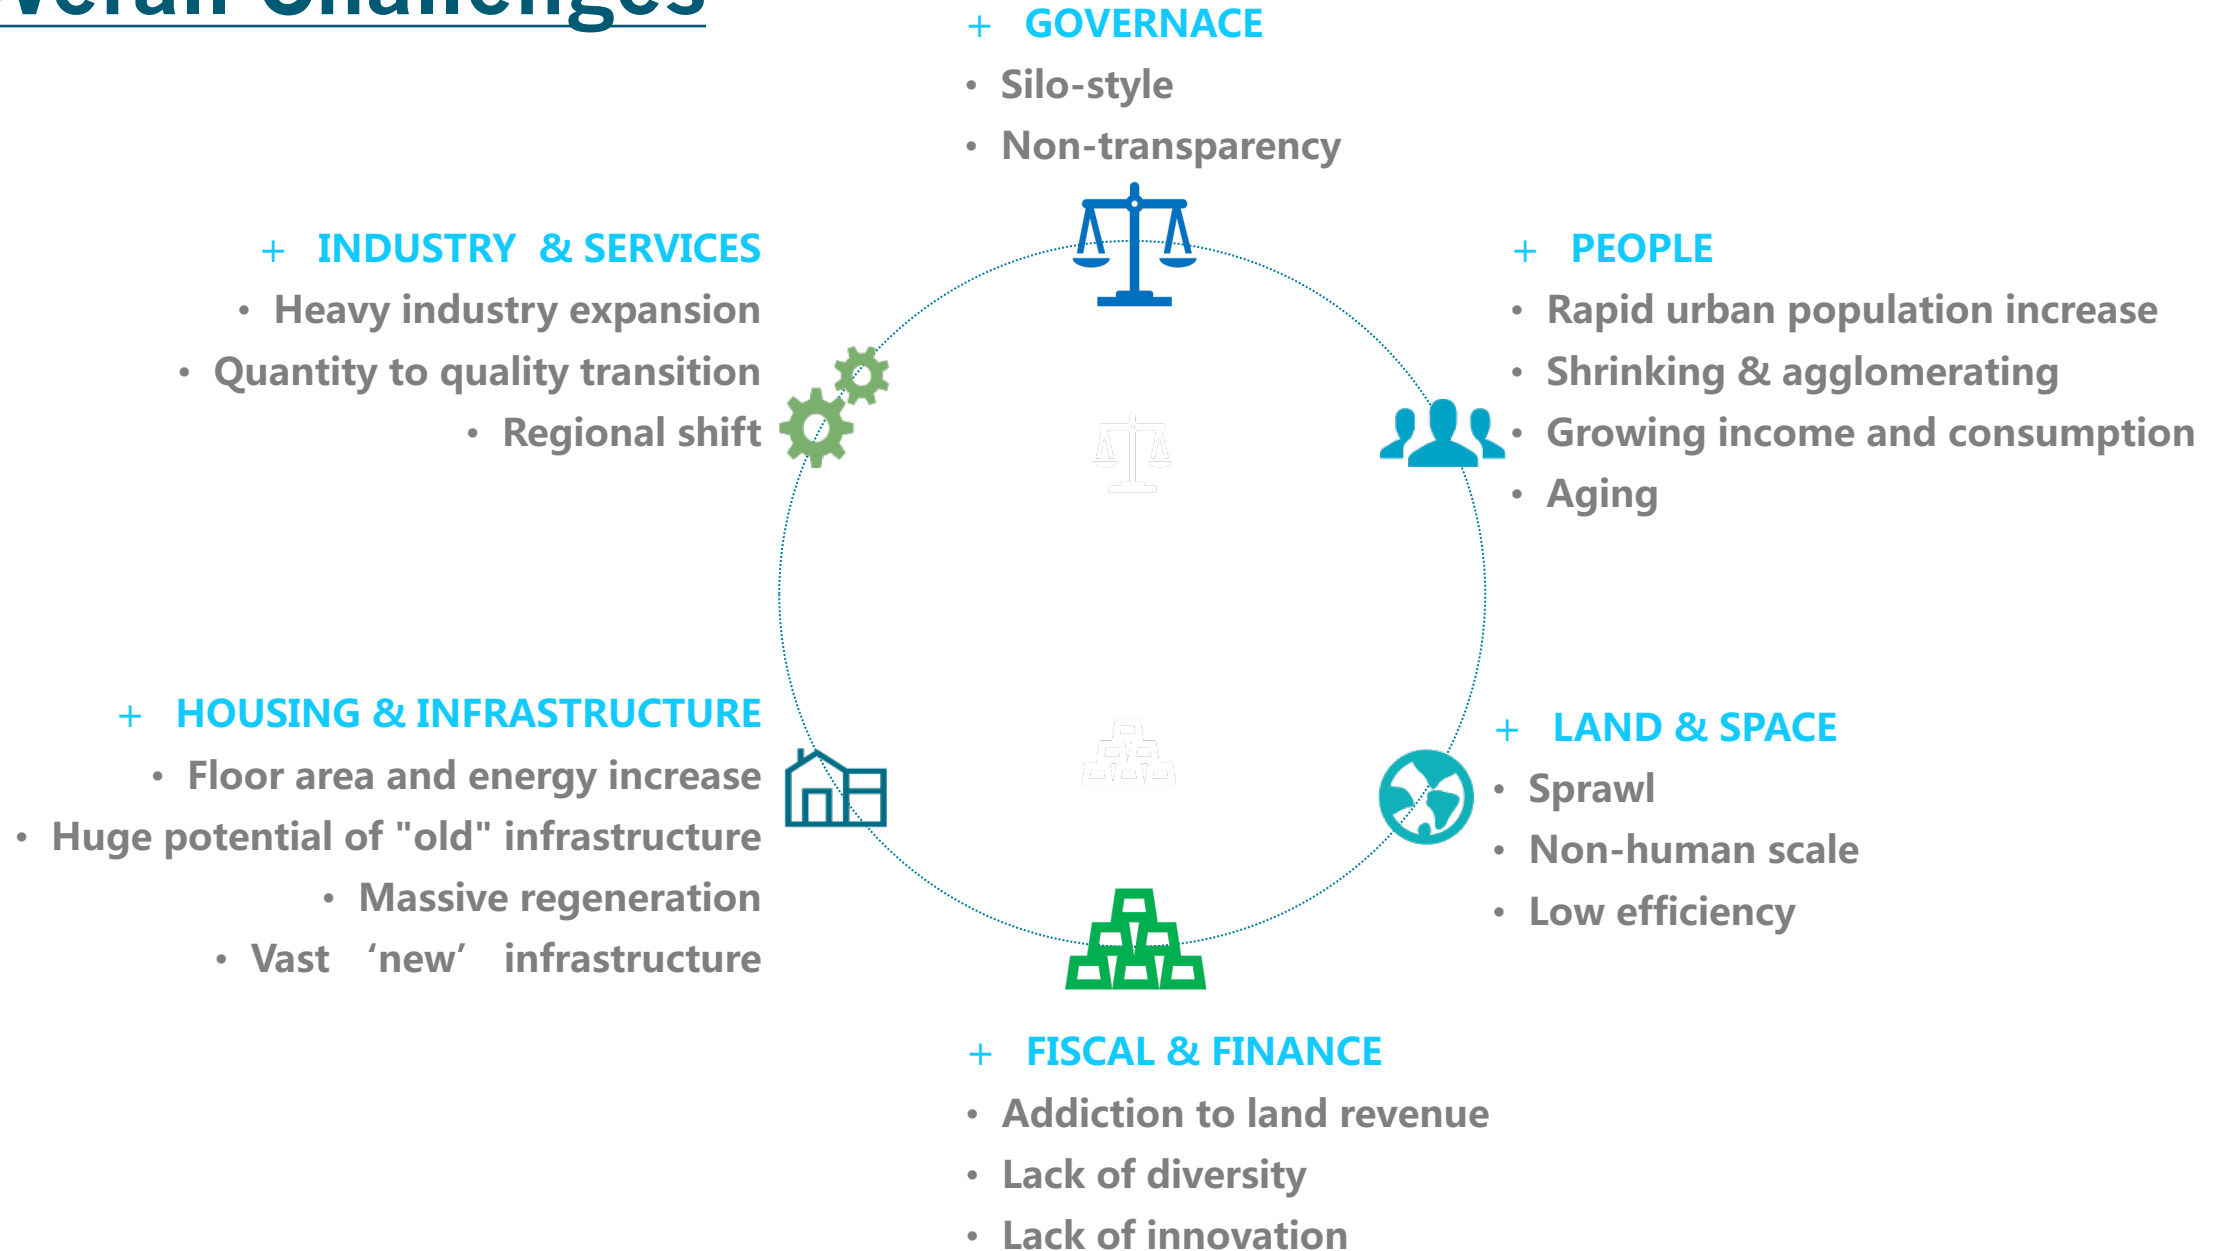 Overall Challenges
+ GOVERNACE
• Silo-style
• Non-transparency
+ INDUSTRY & SERVICES
• Heavy industry expansion
• Quantity to quality transition
• Regional shift
+ PEOPLE
• Rapid urban population increase
• Shrinking & agglomerating
• Growing income and consumption
• Aging
+ HOUSING & INFRASTRUCTURE
• Floor area and energy increase
• Huge potential of "old" infrastructure
• Massive regeneration
• Vast ‘new’ infrastructure
+ LAND & SPACE
• Sprawl
• Non-human scale
• Low efficiency
+ FISCAL & FINANCE
• Addiction to land revenue
• Lack of diversity
• Lack of innovation